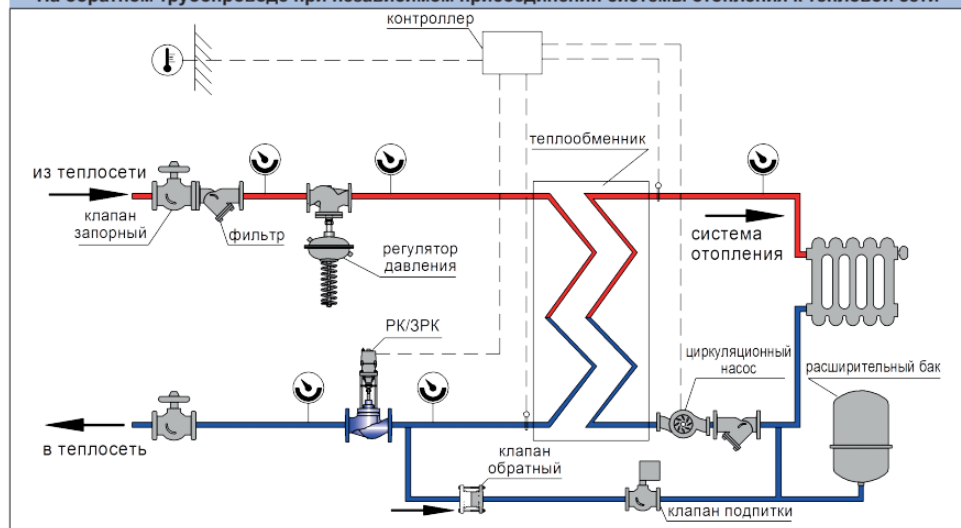 На обратном трубопроводе при независимом присоединении системы отопления к тепловой сети
контроллер
теплообменник
из теплосети
клапан
запорный
фильтр
регулятор
давления
система
отопления
РК/ЗРК
циркуляционный
насос
расширительный бак
в теплосеть
клапан
обратный
клапан подпитки